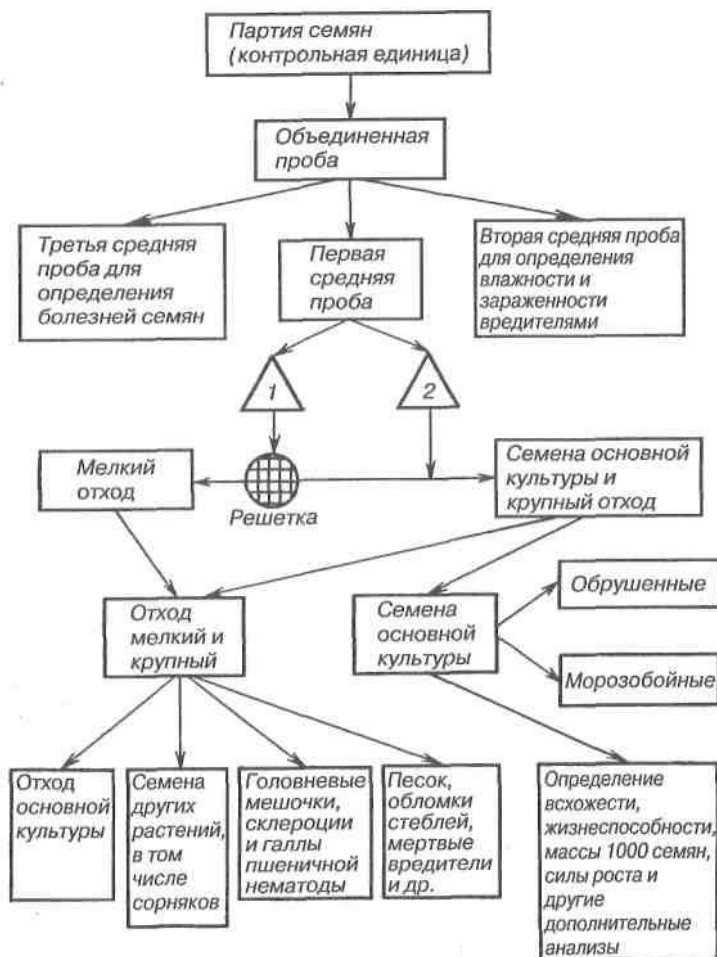 Партия семян
(контрольная единица)
Объединенная
проба
Третья средняя
проба для
определения
болезней семян
Первая
средняя
проба
Вторая средняя проба
для определения
влажности и
зараженности
вредителями
1
2
Мелкий
отход
Решетка
Семена основной
культуры и
крупный отход
Отход
мелкий и
крупный
Семена
основной
культуры
Обрушенные
Морозобойные
Отход
основной
культуры
Семена
других
растений,
в том
числе
сорняков
Головневые
мешочки,
склероции
и галлы
пшеничной
нематоды
Песок,
обломки
стеблей,
мертвые
вредители
и др.
Определение
всхожести,
жизнеспособности,
массы 1000 семян,
силы роста и
другие
дополнительные
анализы